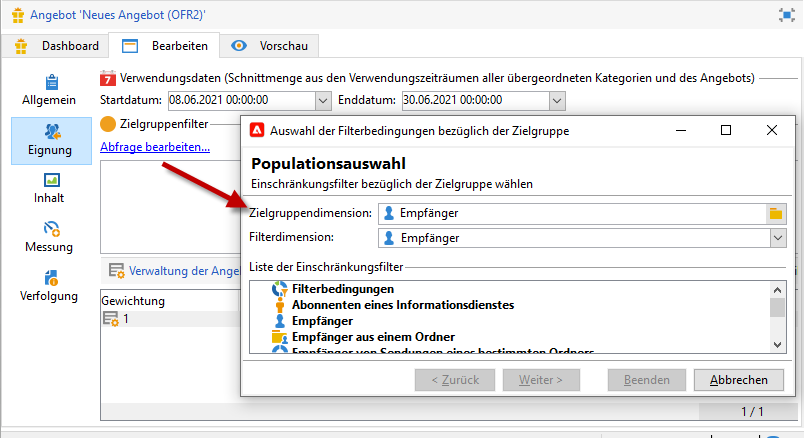 Angebot 'Neues Angebot (OFR2)'
Dashboard
Bearbeiten
Vorschau
Allgemein
Eignung
Inhalt
Messung
Verfolgung
7 Verwendungsdaten (Schnittmenge aus den Verwendungszeiträumen aller übergeordneten Kategorien und des Angebots)
Startdatum: 08.06.2021 00:00:00 Enddatum: 30.06.2021 00:00:00
Zielgruppenfilter
Abfrage bearbeiten...
Verwaltung der Ange
Gewichtung
1
1 / 1
Auswahl der Filterbedingungen bezüglich der Zielgruppe
Populationsauswahl
Einschränkungsfilter bezüglich der Zielgruppe wählen
Zielgruppendimension: Empfänger
Filterdimension: Empfänger
Liste der Einschränkungsfilter
Filterbedingungen
Abonnenten eines Informationsdienstes
Empfänger
Empfänger aus einem Ordner
Empfänger von Sendungen eines bestimmten Ordners
< Zurück Weiter > Beenden Abbrechen